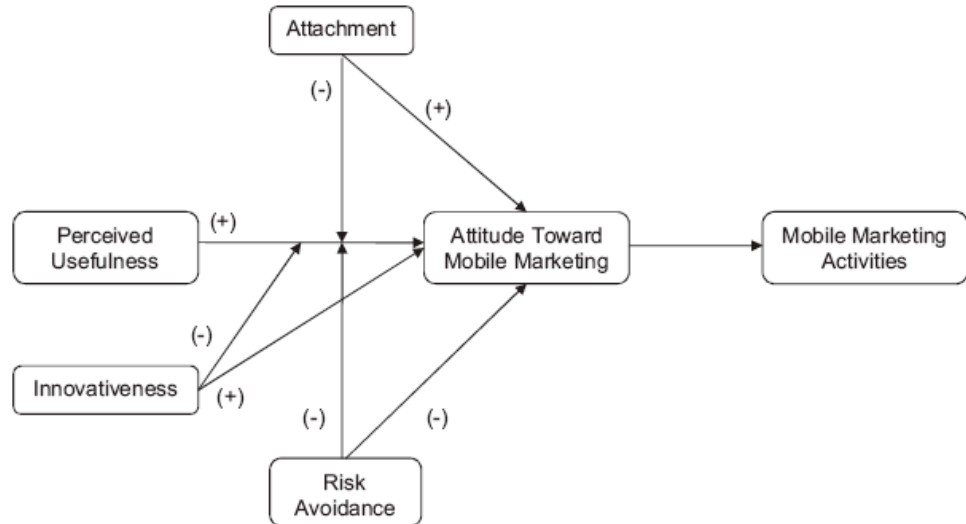 Attachment
(-)
(+)
Perceived
Usefulness
(+)
Attitude Toward
Mobile Marketing
Mobile Marketing
Activities
(-)
Innovativeness
(+)
(-)
(-)
Risk
Avoidance